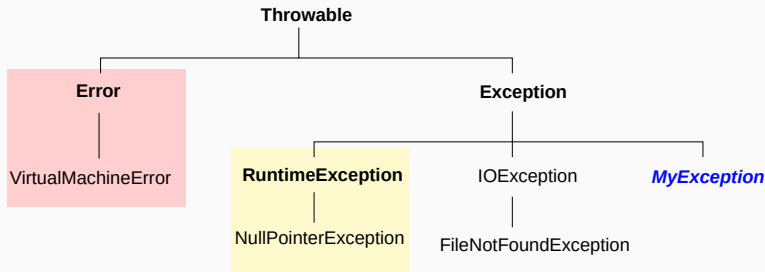 Throwable
Error
Exception
VirtualMachineError
RuntimeException
IOException
MyException
NullPointerException
FileNotFoundException